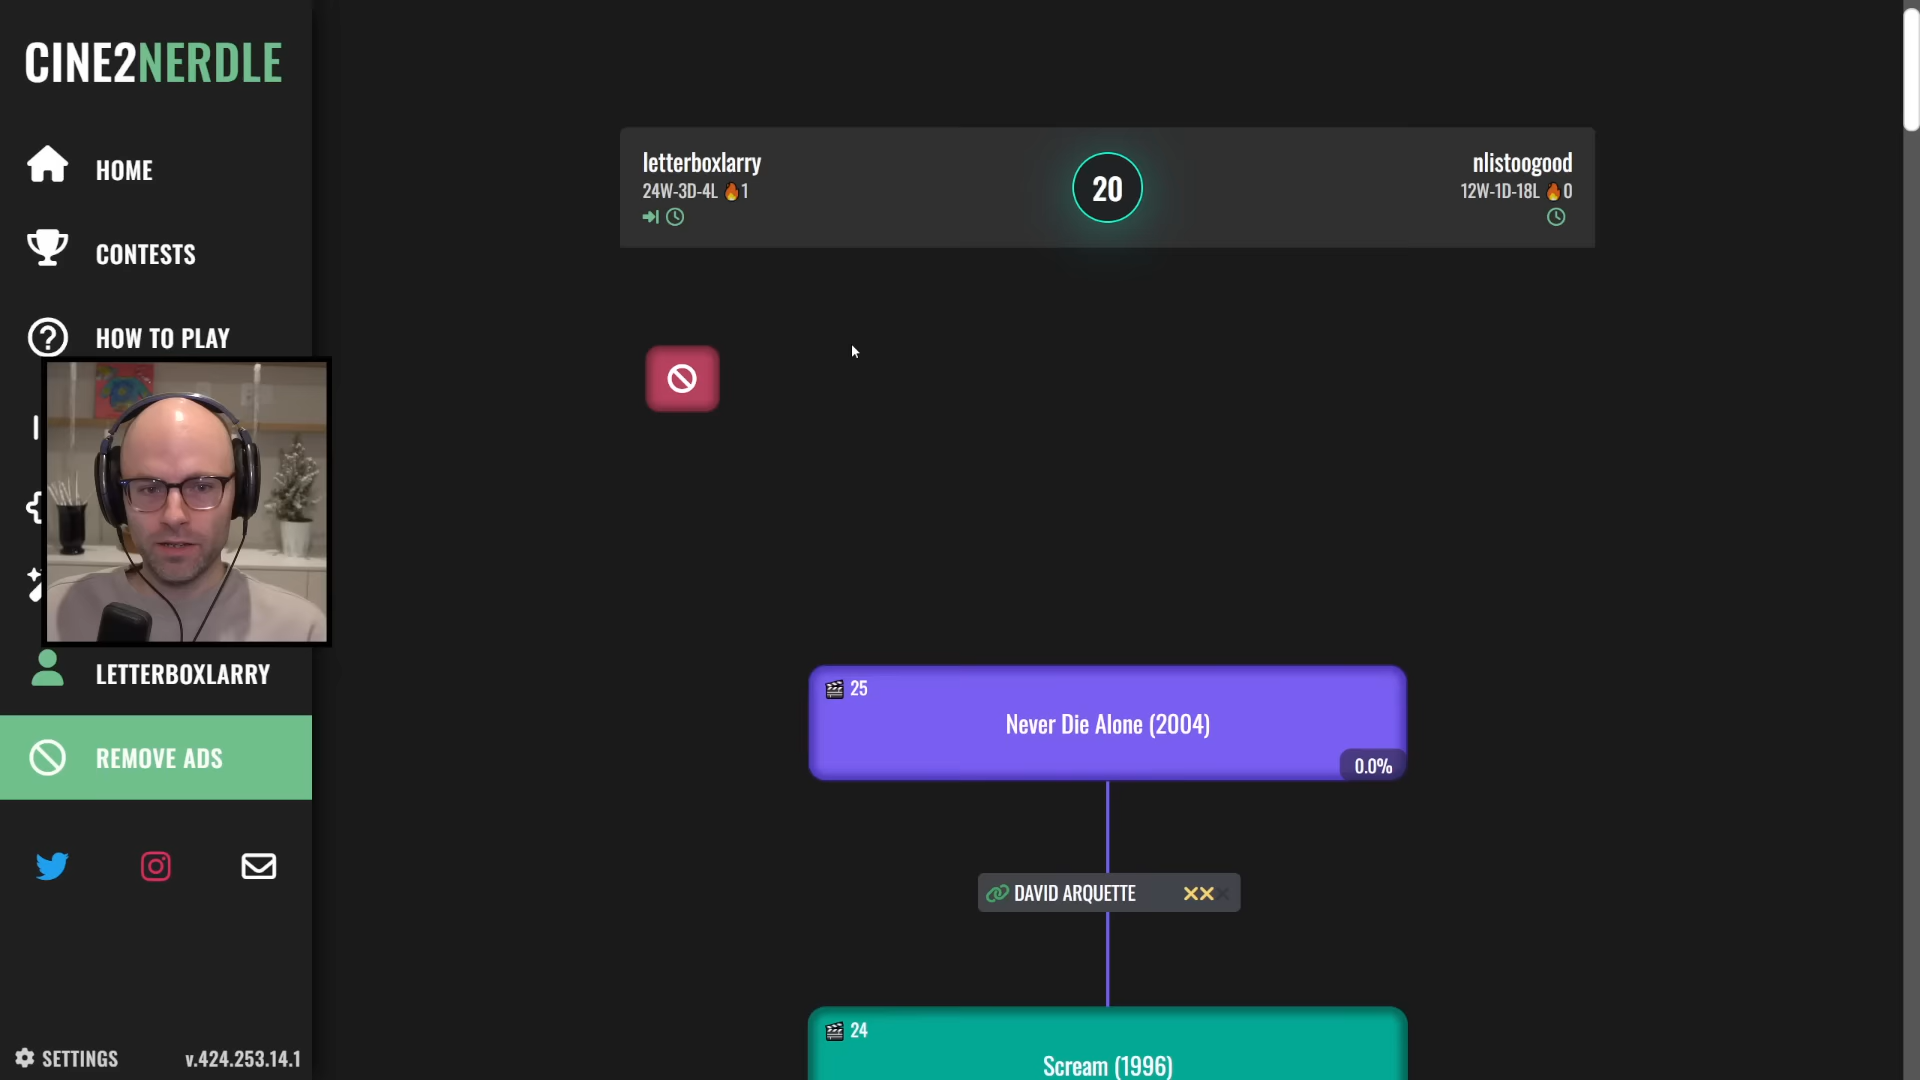 CINE2NERDLE
HOME
CONTESTS
HOW TO PLAY
LETTERBOXLARRY
REMOVE ADS
SETTINGS
v.424.253.14.1
letterboxlarry
24W-3D-4L 🔥1
20
nlistoogood
12W-1D-18L 🔥0
25
Never Die Alone (2004)
0.0%
DAVID ARQUETTE
24
Scream (1996)